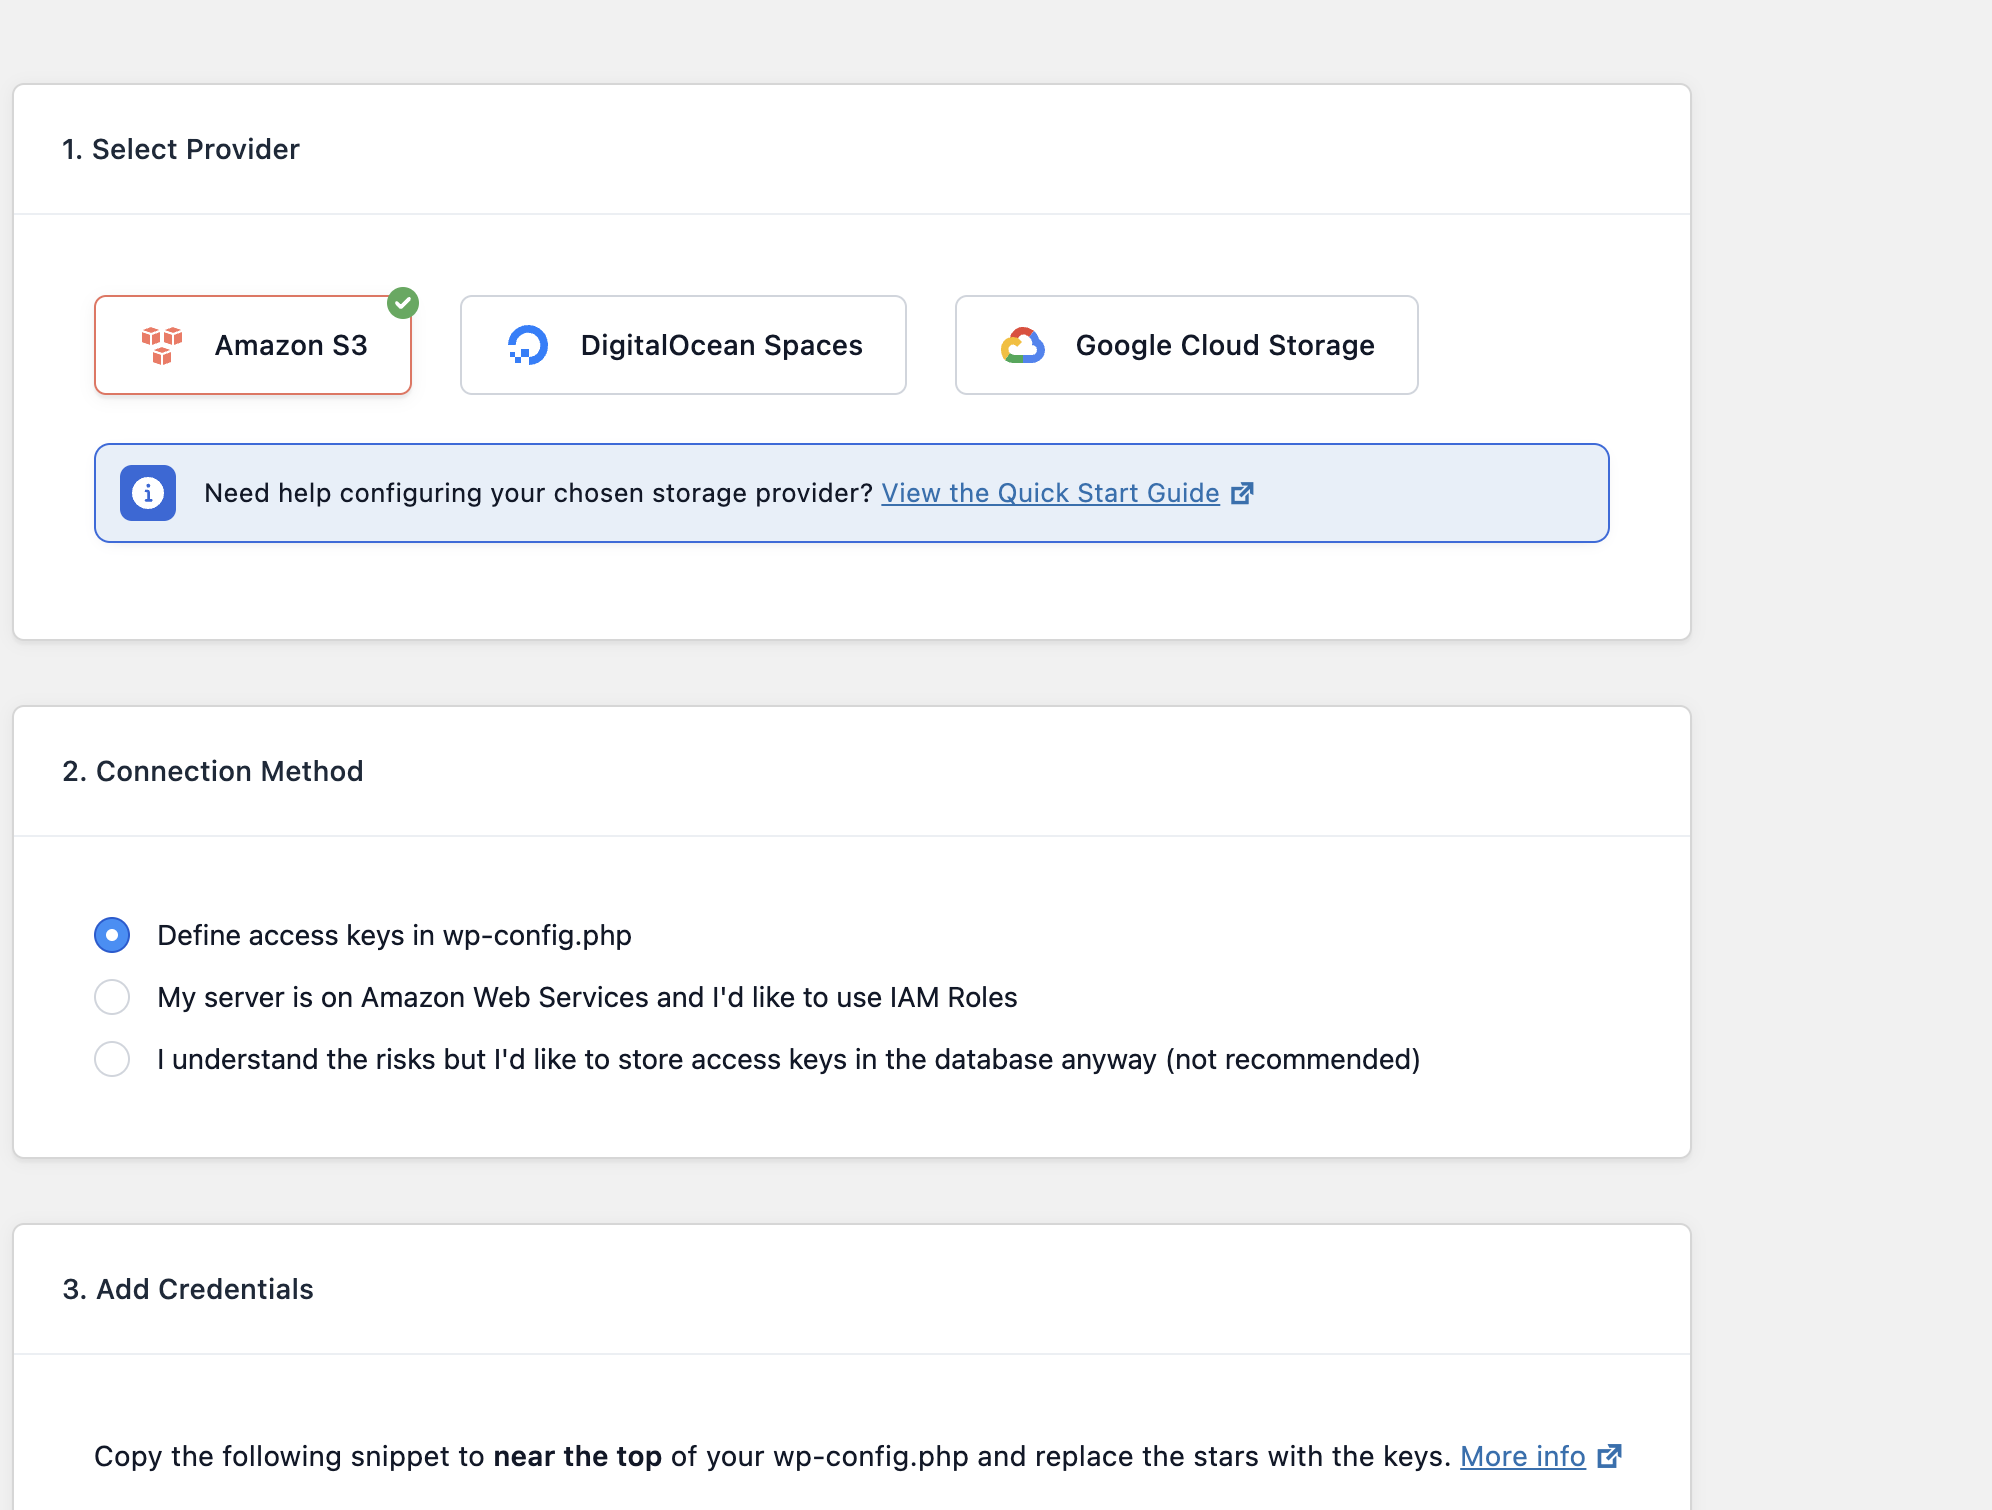 1. Select Provider
Amazon S3
DigitalOcean Spaces
Google Cloud Storage
Need help configuring your chosen storage provider? View the Quick Start Guide
2. Connection Method
Define access keys in wp-config.php
My server is on Amazon Web Services and I'd like to use IAM Roles
I understand the risks but I'd like to store access keys in the database anyway (not recommended)
3. Add Credentials
Copy the following snippet to near the top of your wp-config.php and replace the stars with the keys. More info